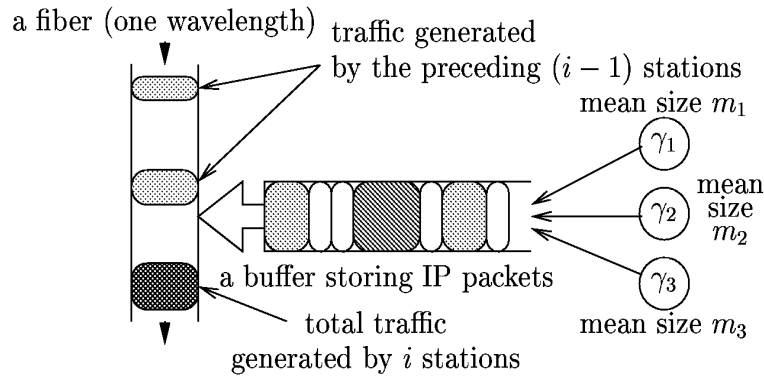 a fiber (one wavelength)
traffic generated
by the preceding (i − 1) stations
mean size m₁
γ₁
γ₂
mean
size
m₂
γ₃
mean size m₃
a buffer storing IP packets
total traffic
generated by i stations